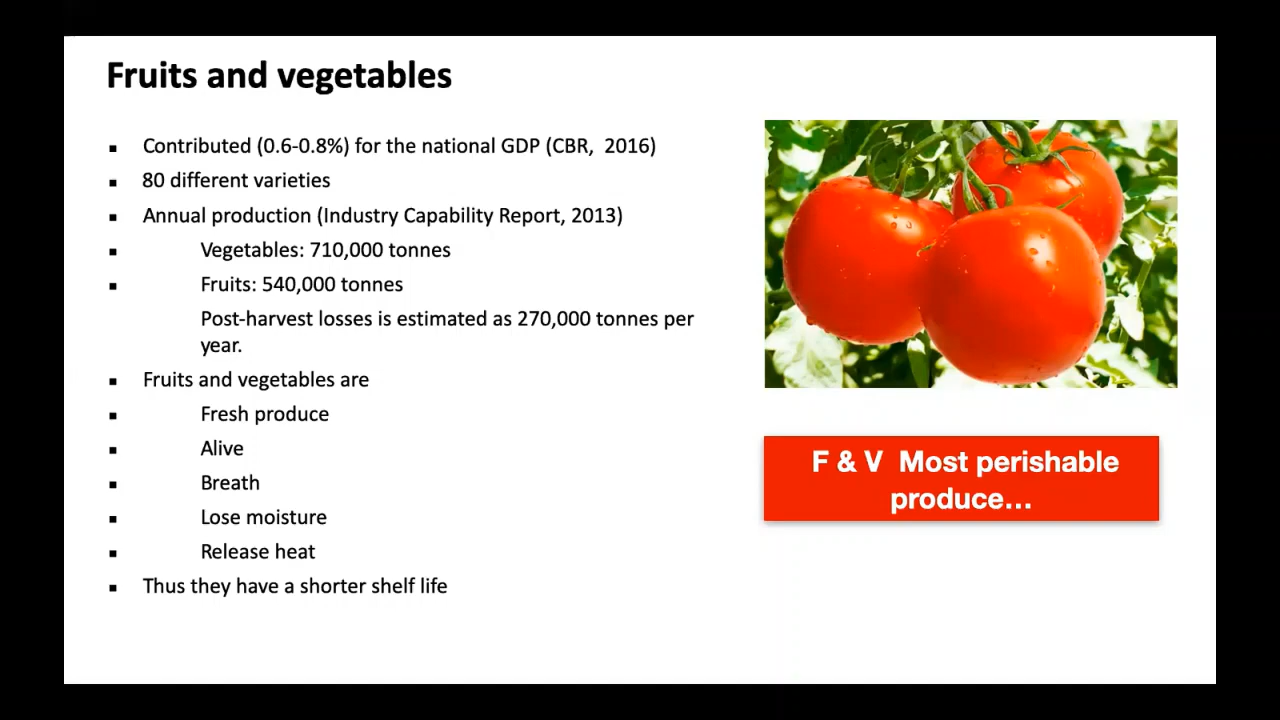 Fruits and vegetables
▪ Contributed (0.6-0.8%) for the national GDP (CBR,  2016)
▪ 80 different varieties
▪ Annual production (Industry Capability Report, 2013)
▪ Vegetables: 710,000 tonnes
▪ Fruits: 540,000 tonnes
Post-harvest losses is estimated as 270,000 tonnes per
year.
▪ Fruits and vegetables are
▪ Fresh produce
▪ Alive
▪ Breath
▪ Lose moisture
▪ Release heat
▪ Thus they have a shorter shelf life
F & V  Most perishable
produce...